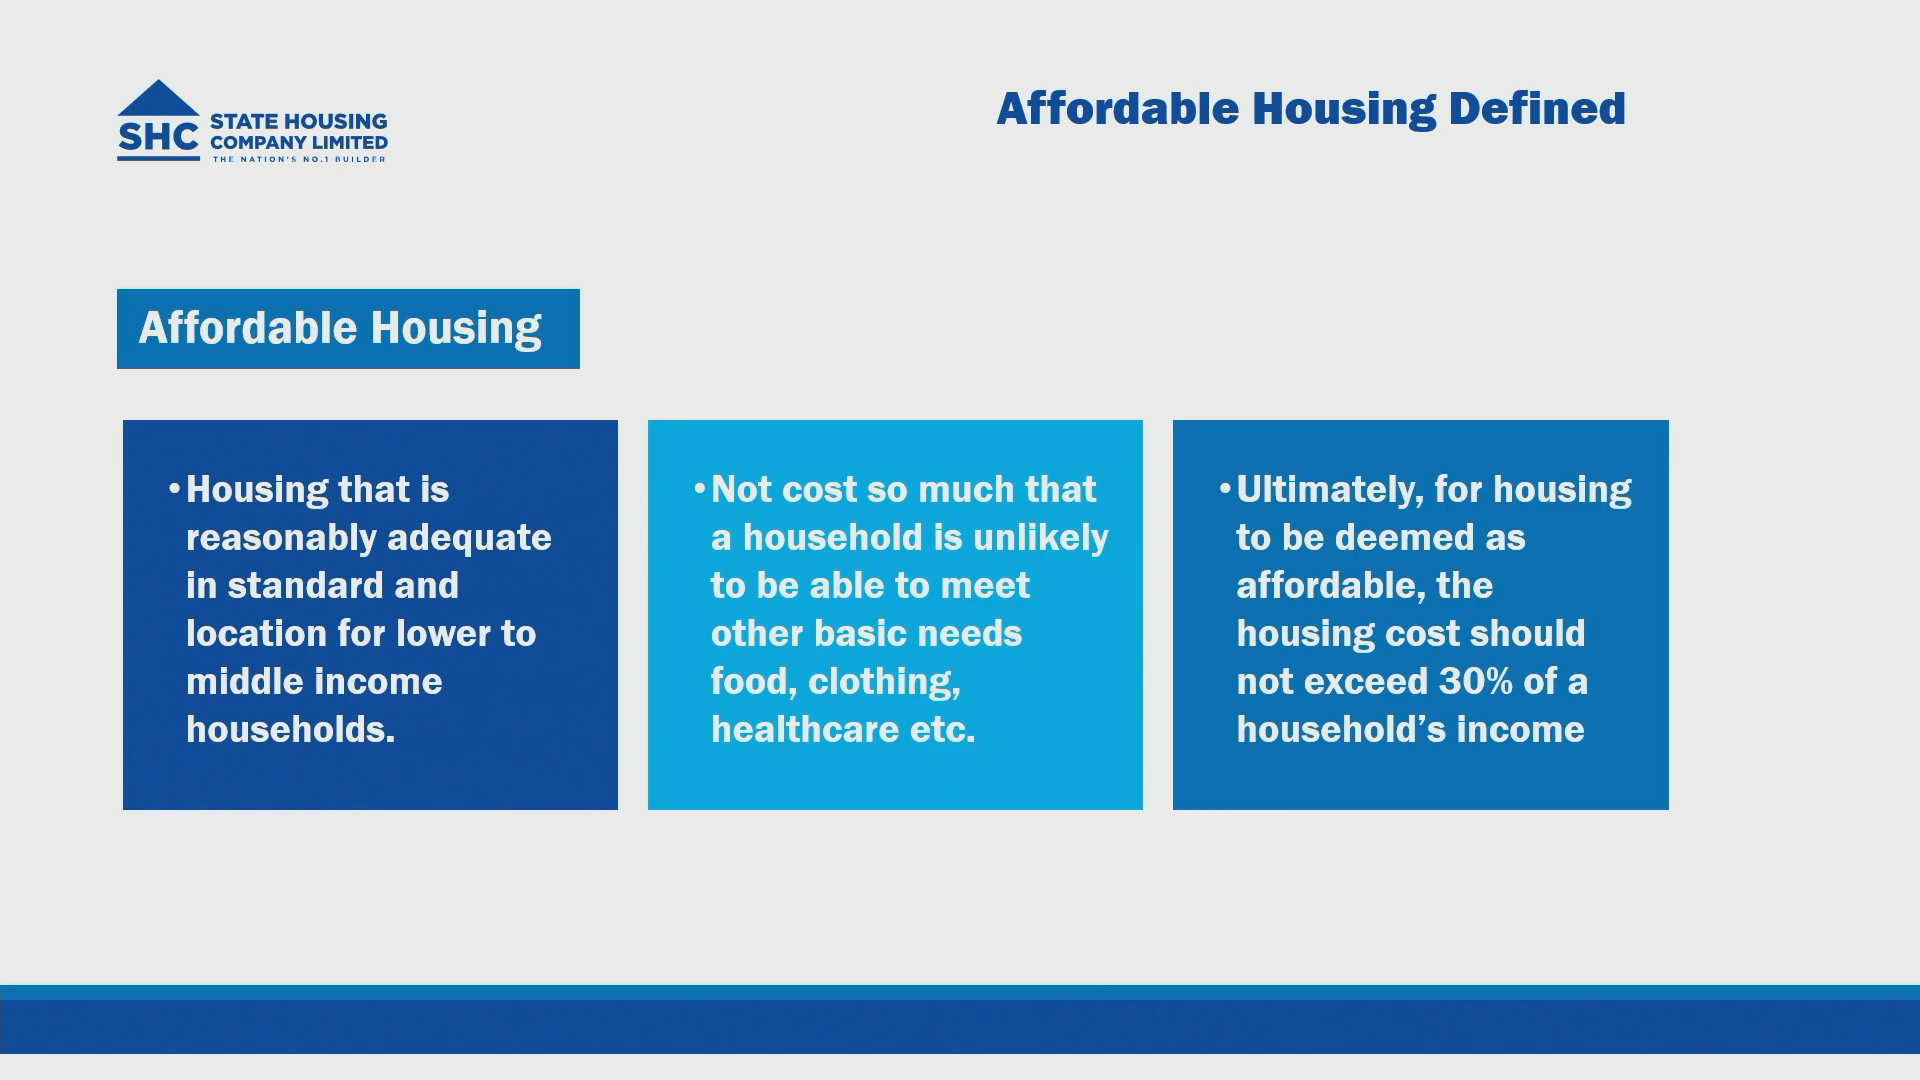 SHC
STATE HOUSING
COMPANY LIMITED
THE NATION'S NO.1 BUILDER
Affordable Housing Defined
Affordable Housing
•Housing that is
reasonably adequate
in standard and
location for lower to
middle income
households.
•Not cost so much that
a household is unlikely
to be able to meet
other basic needs
food, clothing,
healthcare etc.
•Ultimately, for housing
to be deemed as
affordable, the
housing cost should
not exceed 30% of a
household’s income